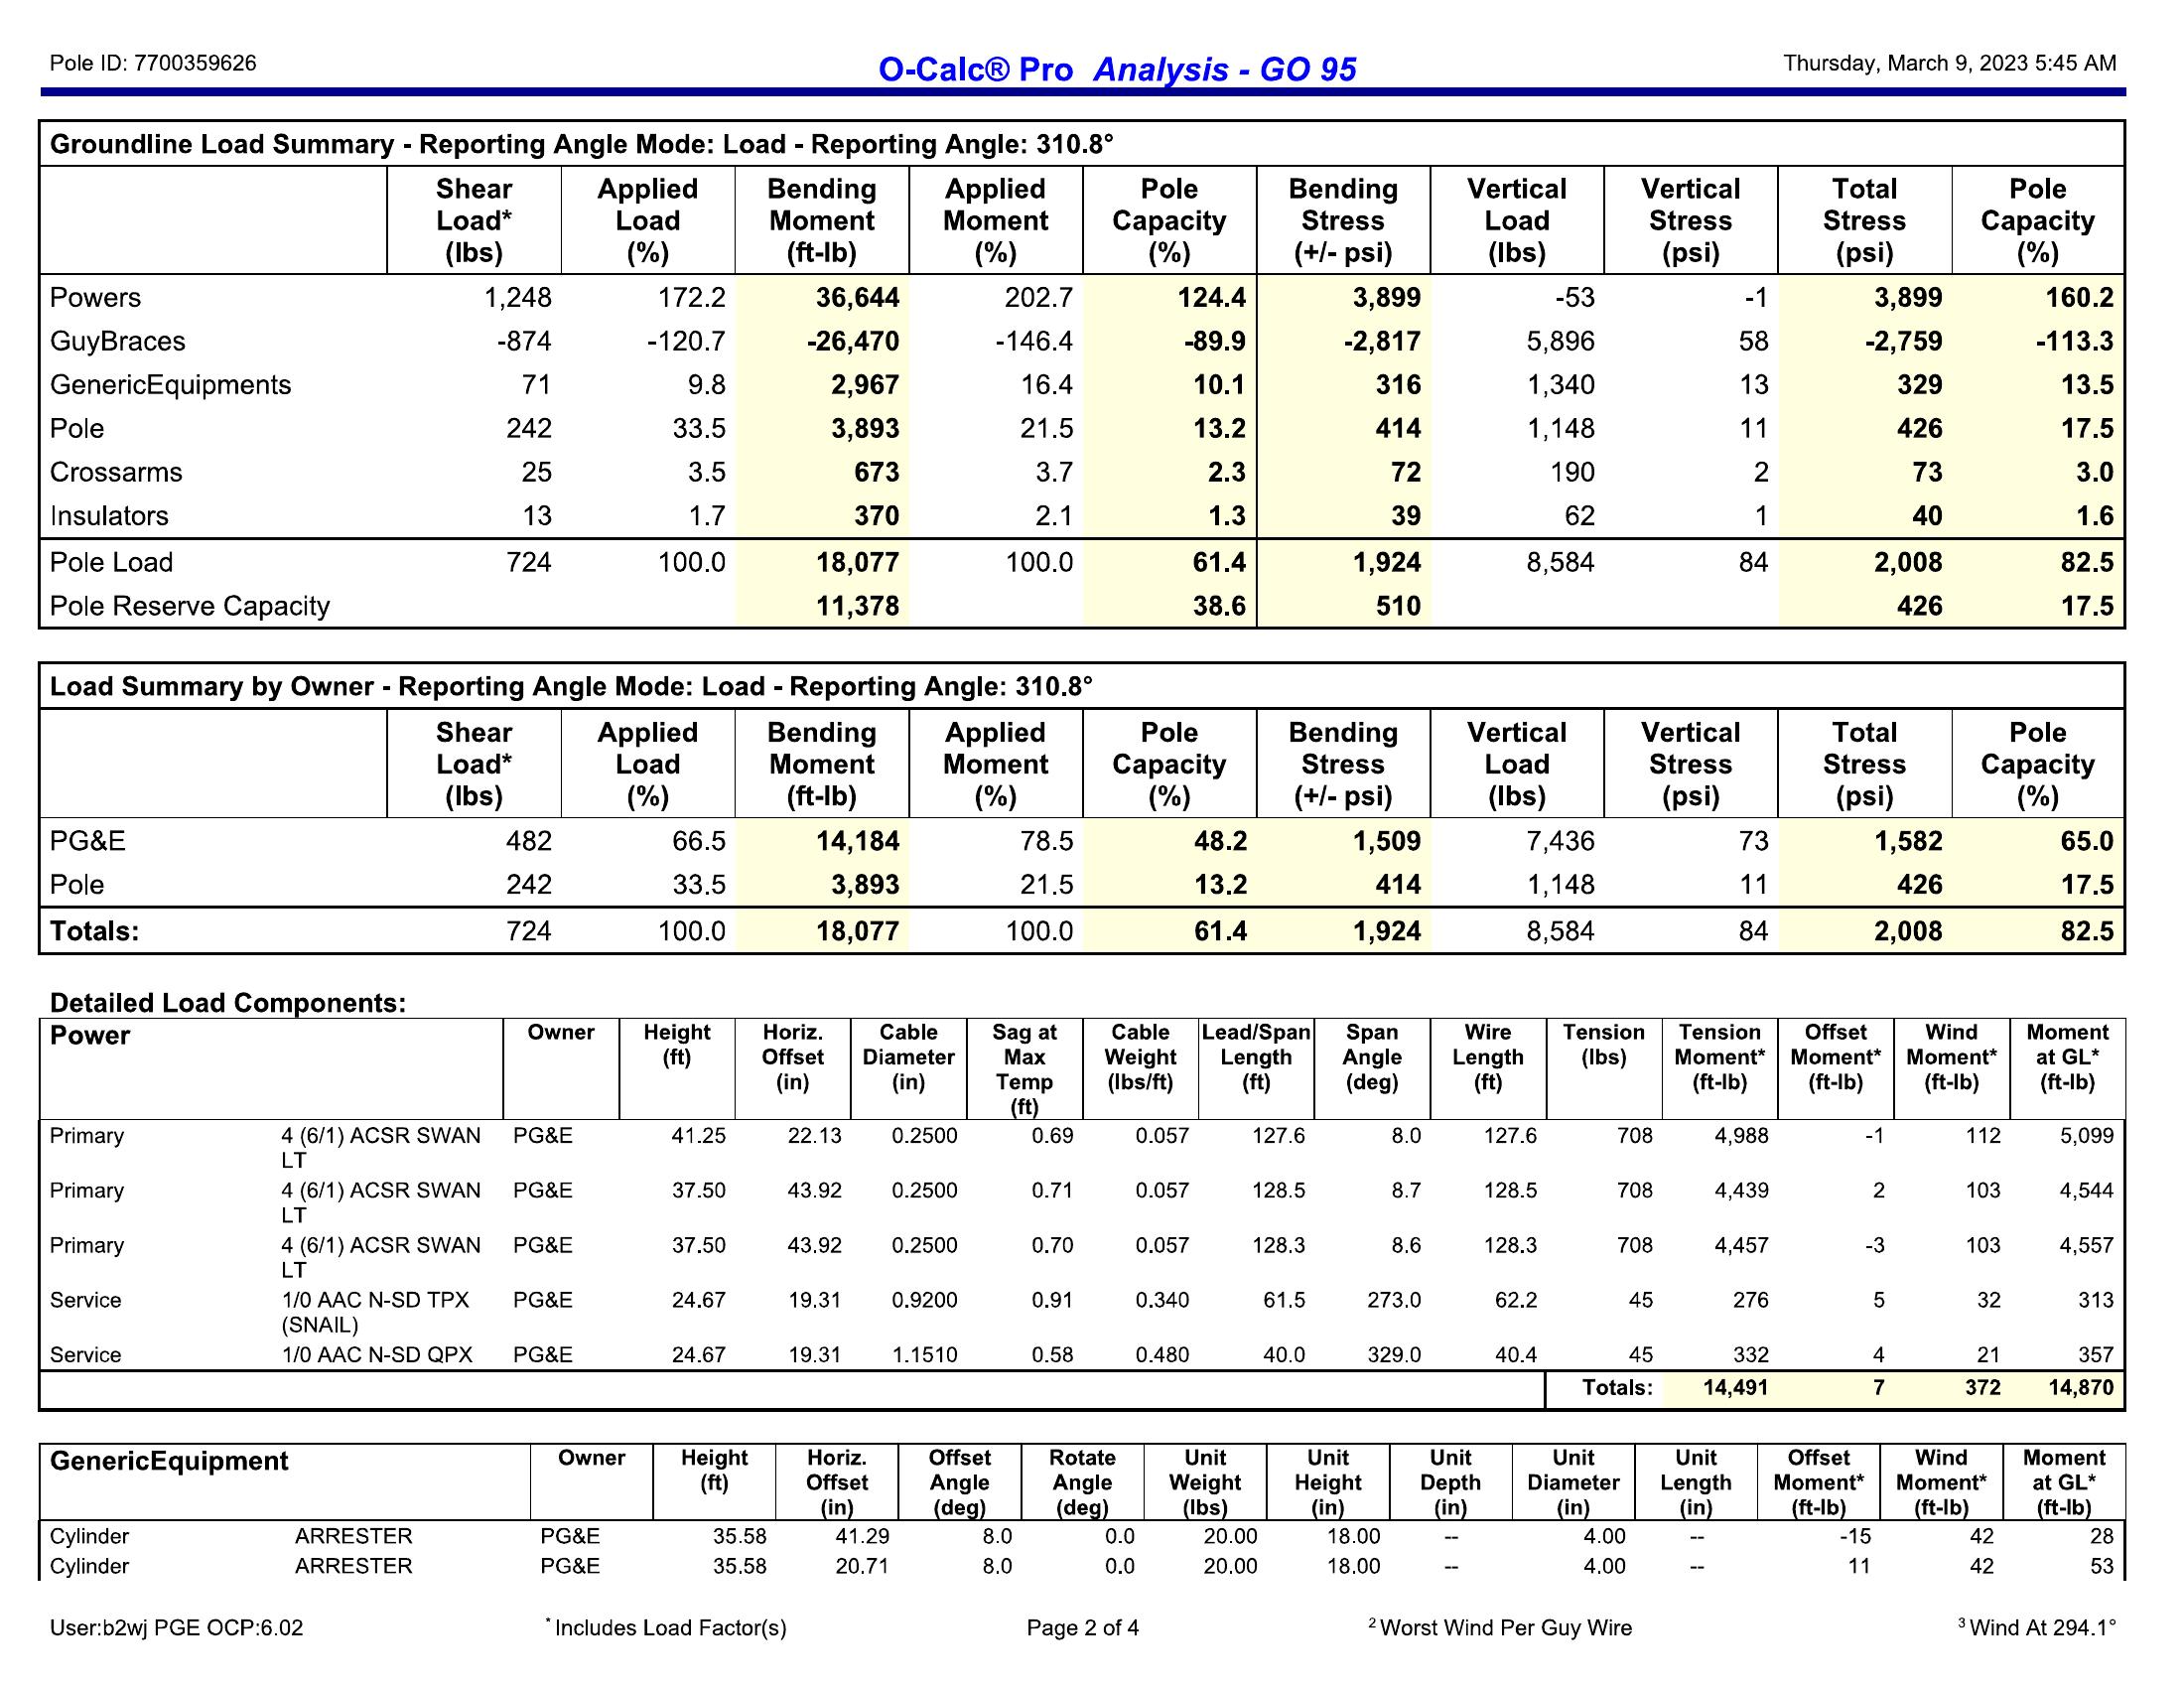 Pole ID: 7700359626
O-Calc® Pro Analysis - GO 95
Thursday, March 9, 2023 5:45 AM
Groundline Load Summary - Reporting Angle Mode: Load - Reporting Angle: 310.8°
Shear Load* (lbs) Applied Load (%) Bending Moment (ft-lb) Applied Moment (%) Pole Capacity (%) Bending Stress (+/- psi) Vertical Load (lbs) Vertical Stress (psi) Total Stress (psi) Pole Capacity (%)
Powers 1,248 172.2 36,644 202.7 124.4 3,899 -53 -1 3,899 160.2
GuyBraces -874 -120.7 -26,470 -146.4 -89.9 -2,817 5,896 58 -2,759 -113.3
GenericEquipments 71 9.8 2,967 16.4 10.1 316 1,340 13 329 13.5
Pole 242 33.5 3,893 21.5 13.2 414 1,148 11 426 17.5
Crossarms 25 3.5 673 3.7 2.3 72 190 2 73 3.0
Insulators 13 1.7 370 2.1 1.3 39 62 1 40 1.6
Pole Load 724 100.0 18,077 100.0 61.4 1,924 8,584 84 2,008 82.5
Pole Reserve Capacity 11,378 38.6 510 426 17.5
Load Summary by Owner - Reporting Angle Mode: Load - Reporting Angle: 310.8°
Shear Load* (lbs) Applied Load (%) Bending Moment (ft-lb) Applied Moment (%) Pole Capacity (%) Bending Stress (+/- psi) Vertical Load (lbs) Vertical Stress (psi) Total Stress (psi) Pole Capacity (%)
PG&E 482 66.5 14,184 78.5 48.2 1,509 7,436 73 1,582 65.0
Pole 242 33.5 3,893 21.5 13.2 414 1,148 11 426 17.5
Totals: 724 100.0 18,077 100.0 61.4 1,924 8,584 84 2,008 82.5
Detailed Load Components:
Power Owner Height (ft) Horiz. Offset (in) Cable Diameter (in) Sag at Max Temp (ft) Cable Weight (lbs/ft) Lead/Span Length (ft) Span Angle (deg) Wire Length (ft) Tension (lbs) Tension Moment* (ft-lb) Offset Moment* (ft-lb) Wind Moment* (ft-lb) Moment at GL* (ft-lb)
Primary 4 (6/1) ACSR SWAN PG&E 41.25 22.13 0.2500 0.69 0.057 127.6 8.0 127.6 708 4,988 -1 112 5,099
LT
Primary 4 (6/1) ACSR SWAN PG&E 37.50 43.92 0.2500 0.71 0.057 128.5 8.7 128.5 708 4,439 2 103 4,544
LT
Primary 4 (6/1) ACSR SWAN PG&E 37.50 43.92 0.2500 0.70 0.057 128.3 8.6 128.3 708 4,457 -3 103 4,557
LT
Service 1/0 AAC N-SD TPX PG&E 24.67 19.31 0.9200 0.91 0.340 61.5 273.0 62.2 45 276 5 32 313
(SNAIL)
Service 1/0 AAC N-SD QPX PG&E 24.67 19.31 1.1510 0.58 0.480 40.0 329.0 40.4 45 332 4 21 357
Totals: 14,491 7 372 14,870
GenericEquipment Owner Height (ft) Horiz. Offset (in) Offset Angle (deg) Rotate Angle (deg) Unit Weight (lbs) Unit Height (in) Unit Depth (in) Unit Diameter (in) Unit Length (in) Offset Moment* (ft-lb) Wind Moment* (ft-lb) Moment at GL* (ft-lb)
Cylinder ARRESTER PG&E 35.58 41.29 8.0 0.0 20.00 18.00 -- 4.00 -- -15 42 28
Cylinder ARRESTER PG&E 35.58 20.71 8.0 0.0 20.00 18.00 -- 4.00 -- 11 42 53
User:b2wj PGE OCP:6.02 * Includes Load Factor(s) Page 2 of 4 2 Worst Wind Per Guy Wire 3 Wind At 294.1°